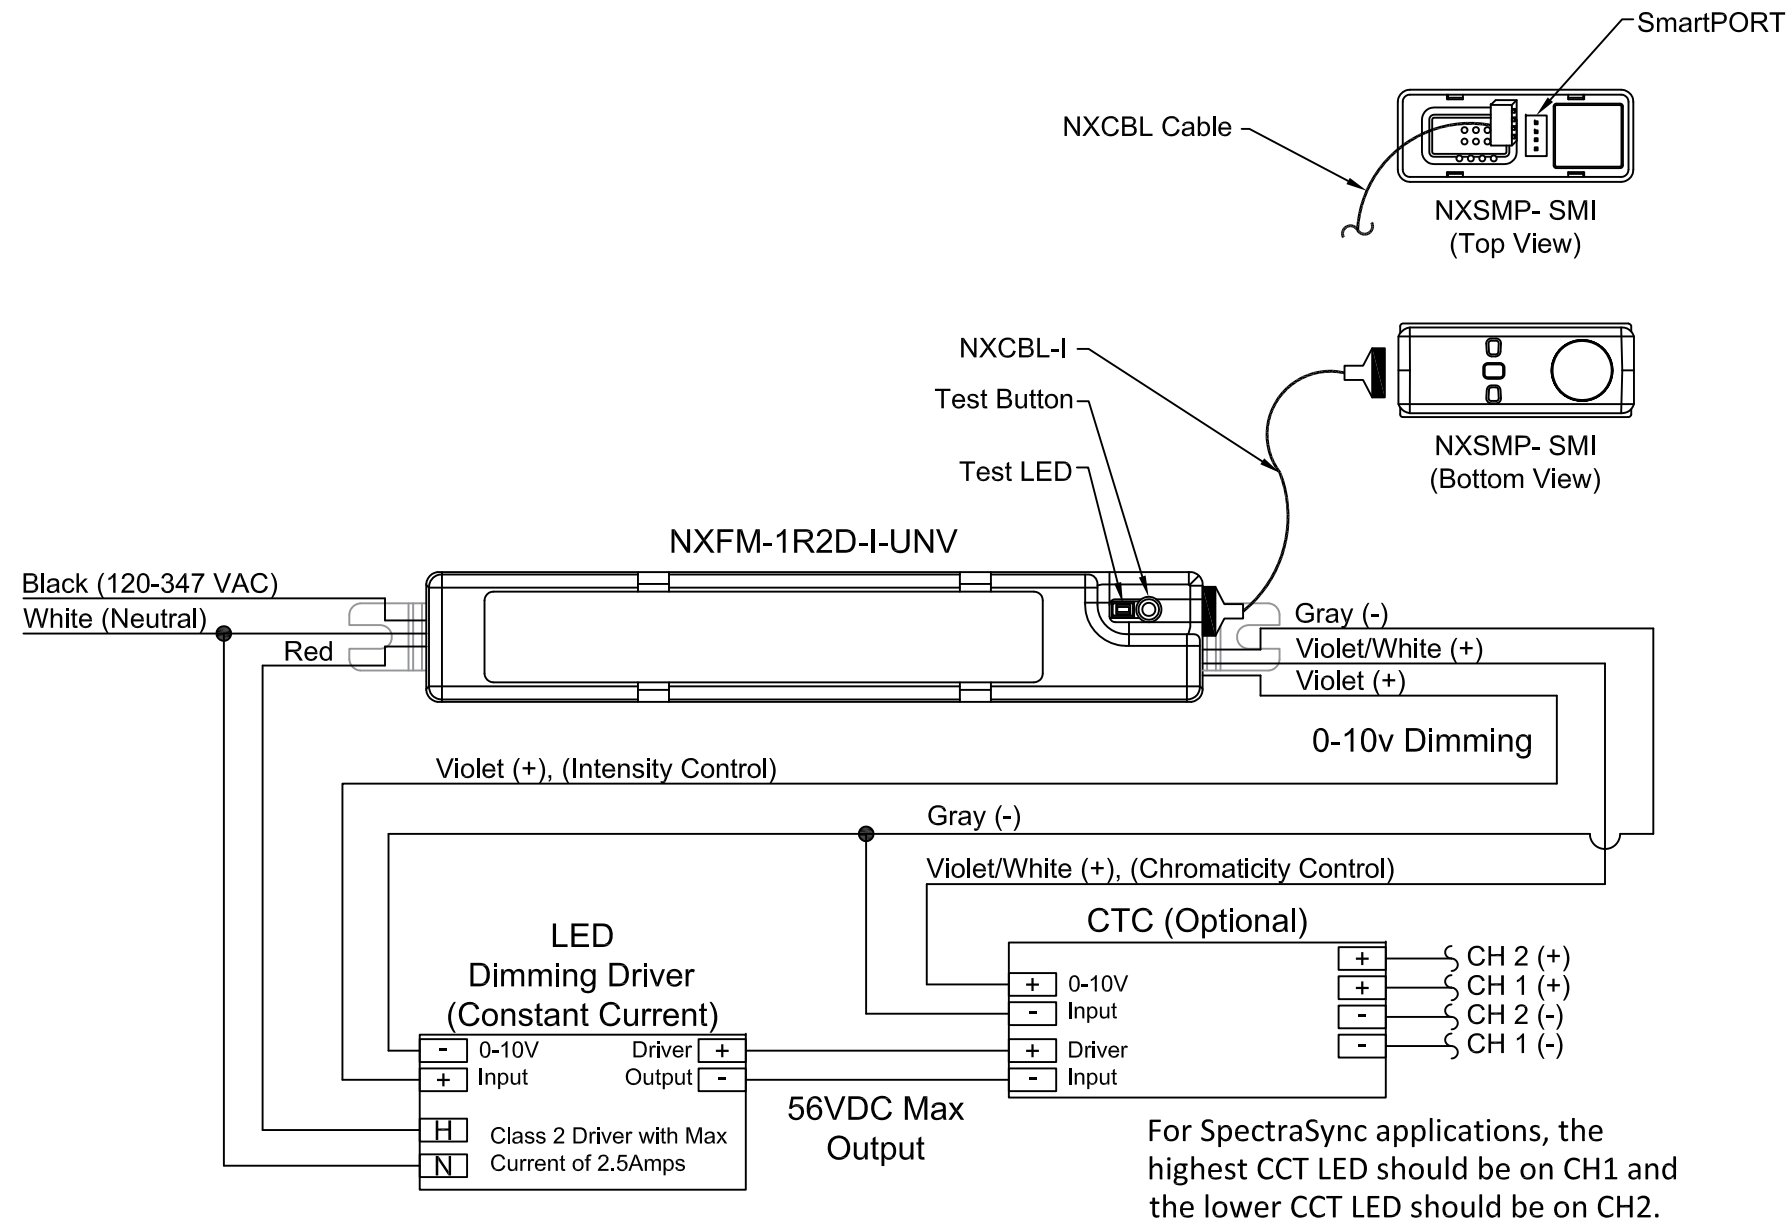 SmartPORT
NXCBL Cable
NXSMP- SMI
(Top View)
NXCBL-I
Test Button
Test LED
NXSMP- SMI
(Bottom View)
NXFM-1R2D-I-UNV
Black (120-347 VAC)
White (Neutral)
Red
Gray (-)
Violet/White (+)
Violet (+)
0-10v Dimming
Violet (+), (Intensity Control)
Gray (-)
Violet/White (+), (Chromaticity Control)
CTC (Optional)
LED
Dimming Driver
(Constant Current)
+ 0-10V
- Input
+ Driver
- Input
+ CH 2 (+)
+ CH 1 (+)
- CH 2 (-)
- CH 1 (-)
- 0-10V Driver +
+ Input Output -
H
N
Class 2 Driver with Max
Current of 2.5Amps
56VDC Max
Output
For SpectraSync applications, the
highest CCT LED should be on CH1 and
the lower CCT LED should be on CH2.